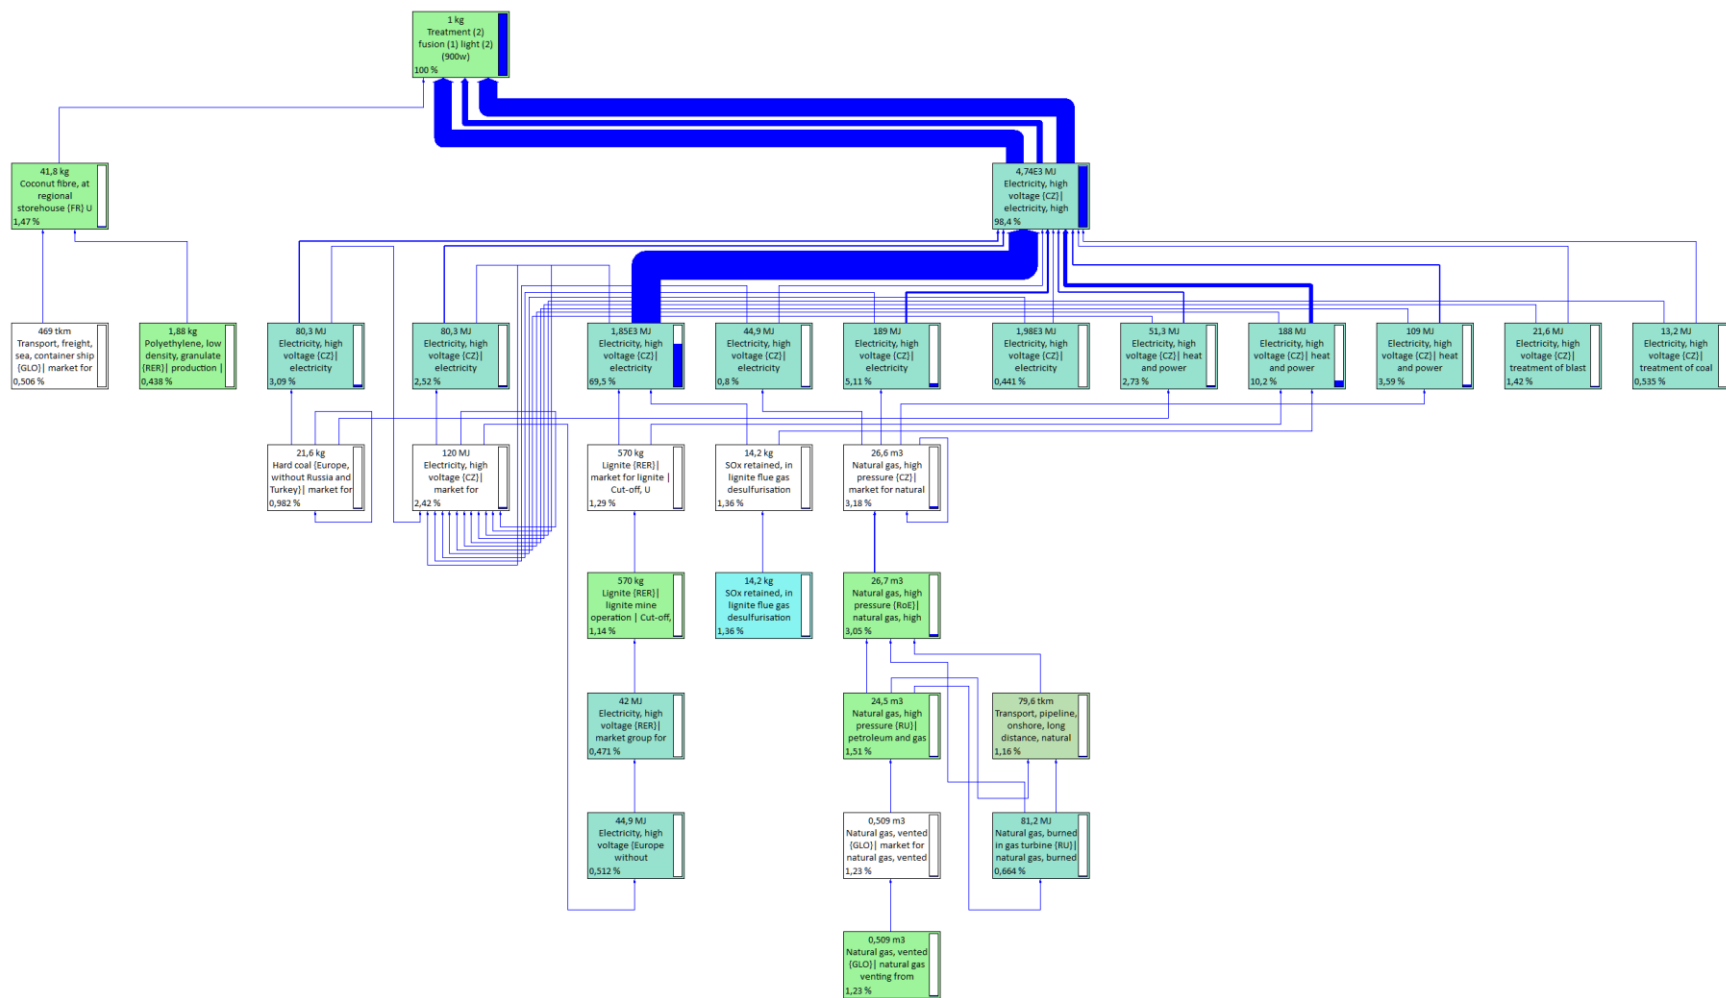 1 kg
Treatment (2)
fusion (1) light (2)
(900w)
100 %
41,8 kg
Coconut fibre, at
regional
storehouse {FR} U
1,47 %
4,74E3 MJ
Electricity, high
voltage {CZ}|
electricity, high
98,4 %
469 tkm
Transport, freight,
sea, container ship
{GLO}| market for
0,506 %
1,88 kg
Polyethylene, low
density, granulate
{RER}| production |
0,438 %
80,3 MJ
Electricity, high
voltage {CZ}|
electricity
3,09 %
80,3 MJ
Electricity, high
voltage {CZ}|
electricity
2,52 %
1,85E3 MJ
Electricity, high
voltage {CZ}|
electricity
69,5 %
44,9 MJ
Electricity, high
voltage {CZ}|
electricity
0,8 %
189 MJ
Electricity, high
voltage {CZ}|
electricity
5,11 %
1,98E3 MJ
Electricity, high
voltage {CZ}|
electricity
0,441 %
51,3 MJ
Electricity, high
voltage {CZ}| heat
and power
2,73 %
188 MJ
Electricity, high
voltage {CZ}| heat
and power
10,2 %
109 MJ
Electricity, high
voltage {CZ}| heat
and power
3,59 %
21,6 MJ
Electricity, high
voltage {CZ}|
treatment of blast
1,42 %
13,2 MJ
Electricity, high
voltage {CZ}|
treatment of coal
0,535 %
21,6 kg
Hard coal {Europe,
without Russia and
Turkey}| market for
0,982 %
120 MJ
Electricity, high
voltage {CZ}|
market for
2,42 %
570 kg
Lignite {RER}|
market for lignite |
Cut-off, U
1,29 %
14,2 kg
SOx retained, in
lignite flue gas
desulfurisation
1,36 %
26,6 m3
Natural gas, high
pressure {CZ}|
market for natural
3,18 %
570 kg
Lignite {RER}|
lignite mine
operation | Cut-off,
1,14 %
14,2 kg
SOx retained, in
lignite flue gas
desulfurisation
1,36 %
26,7 m3
Natural gas, high
pressure {RoE}|
natural gas, high
3,05 %
42 MJ
Electricity, high
voltage {RER}|
market group for
0,471 %
24,5 m3
Natural gas, high
pressure {RU}|
petroleum and gas
1,51 %
79,6 tkm
Transport, pipeline,
onshore, long
distance, natural
1,16 %
44,9 MJ
Electricity, high
voltage {Europe
without
0,512 %
0,509 m3
Natural gas, vented
{GLO}| market for
natural gas, vented
1,23 %
81,2 MJ
Natural gas, burned
in gas turbine {RU}|
natural gas, burned
0,664 %
0,509 m3
Natural gas, vented
{GLO}| natural gas
venting from
1,23 %